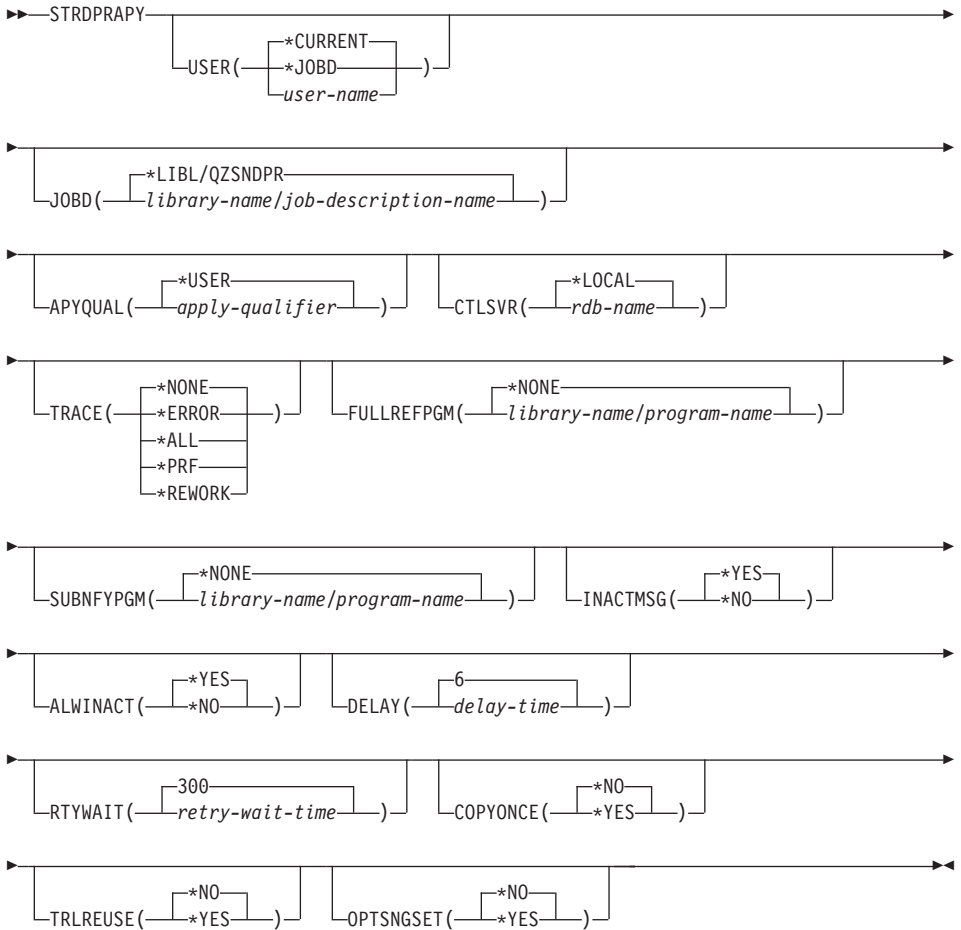 STRDPRAPY
*CURRENT
USER( *JOBD )
user-name
*LIBL/QZSNDPR
JOBD( library-name/job-description-name )
*USER *LOCAL
APYQUAL( apply-qualifier ) CTLSVR( rdb-name )
*NONE *NONE
TRACE( *ERROR ) FULLREFPGM( library-name/program-name )
*ALL
*PRF
*REWORK
*NONE *YES
SUBNFYPGM( library-name/program-name ) INACTMSG( *NO )
*YES 6
ALWINACT( *NO ) DELAY( delay-time )
300 *NO
RTYWAIT( retry-wait-time ) COPYONCE( *YES )
*NO *NO
TRLREUSE( *YES ) OPTSNGSET( *YES )